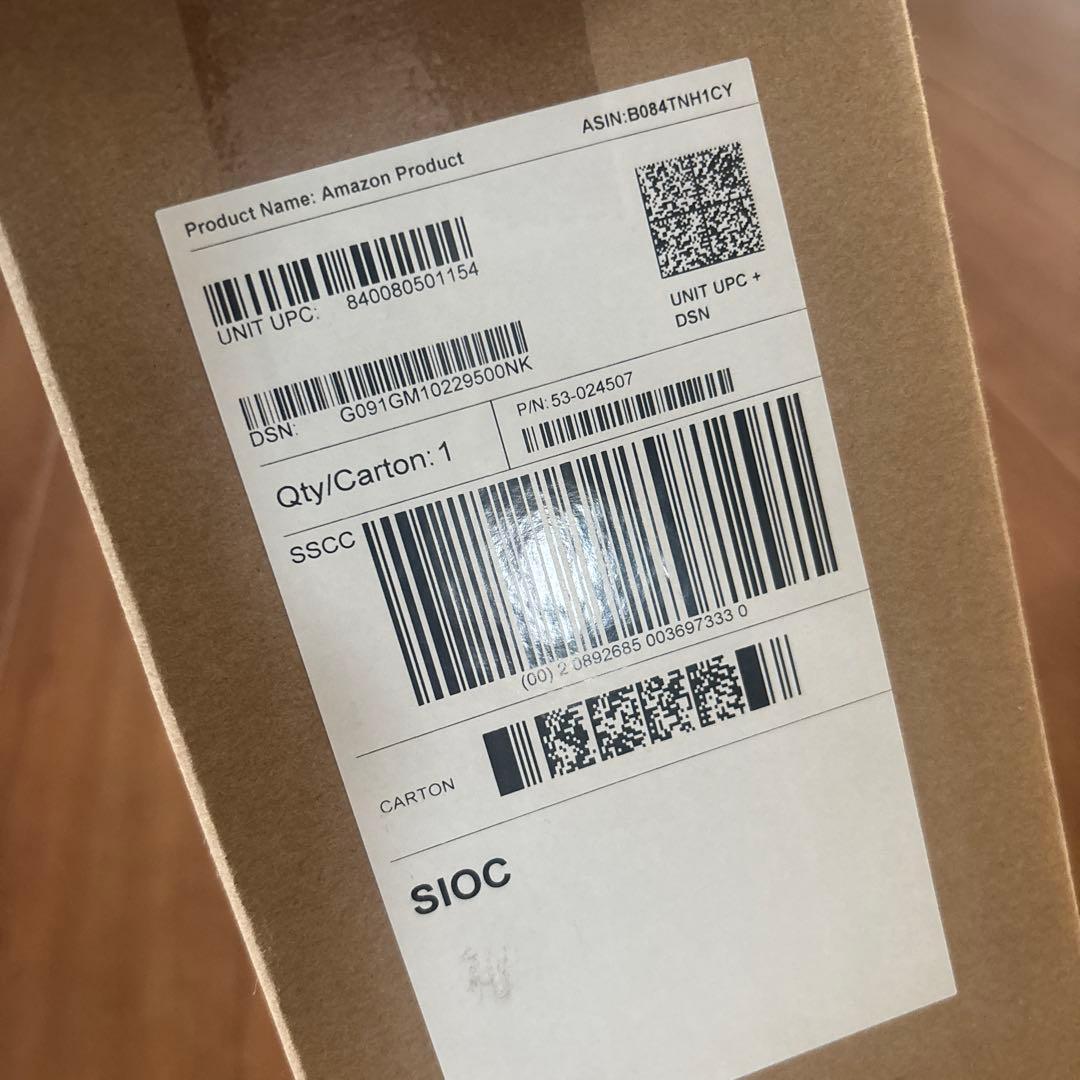 Product Name: Amazon Product
ASIN:B084TNH1CY
UNIT UPC: 840080501154
UNIT UPC +
DSN
DSN: G091GM10229500NK
Qty/Carton: 1
P/N: 53-024507
SSCC
(00) 2 0892685 003697333 0
CARTON
SIOC